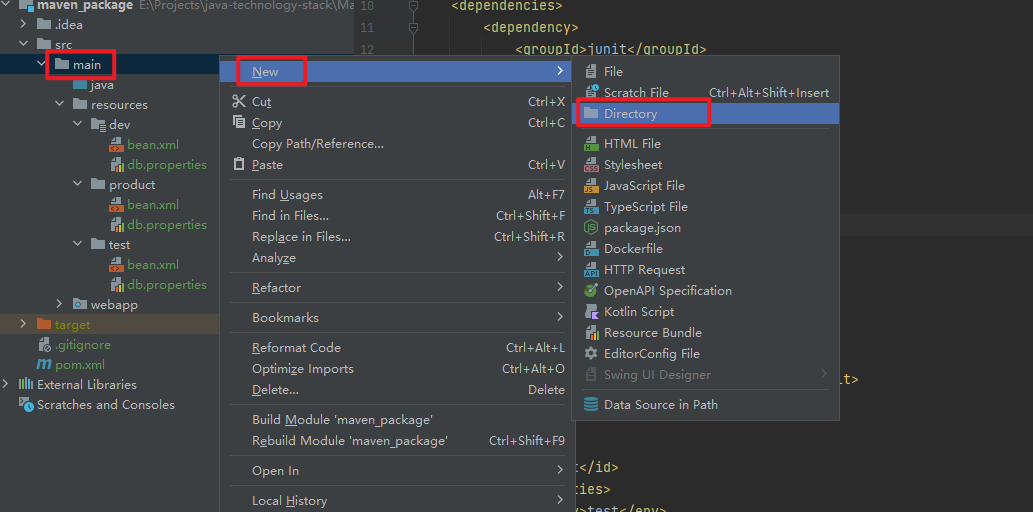 maven_package E:\Projects\java-technology-stack\Ma
.idea
src
main
java
resources
dev
bean.xml
db.properties
product
bean.xml
db.properties
test
bean.xml
db.properties
webapp
target
.gitignore
pom.xml
External Libraries
Scratches and Consoles
New
Cut Ctrl+X
Copy Ctrl+C
Copy Path/Reference...
Paste Ctrl+V
Find Usages Alt+F7
Find in Files... Ctrl+Shift+F
Replace in Files... Ctrl+Shift+R
Analyze
Refactor
Bookmarks
Reformat Code Ctrl+Alt+L
Optimize Imports Ctrl+Alt+O
Delete... Delete
Build Module 'maven_package'
Rebuild Module 'maven_package' Ctrl+Shift+F9
Open In
Local History
File
Scratch File Ctrl+Alt+Shift+Insert
Directory
HTML File
Stylesheet
JavaScript File
TypeScript File
package.json
Dockerfile
HTTP Request
OpenAPI Specification
Kotlin Script
Resource Bundle
EditorConfig File
Swing UI Designer
Data Source in Path
10 <dependencies>
11 <dependency>
12 <groupId>junit</groupId>
t>
t</id>
ties>
>test</env>